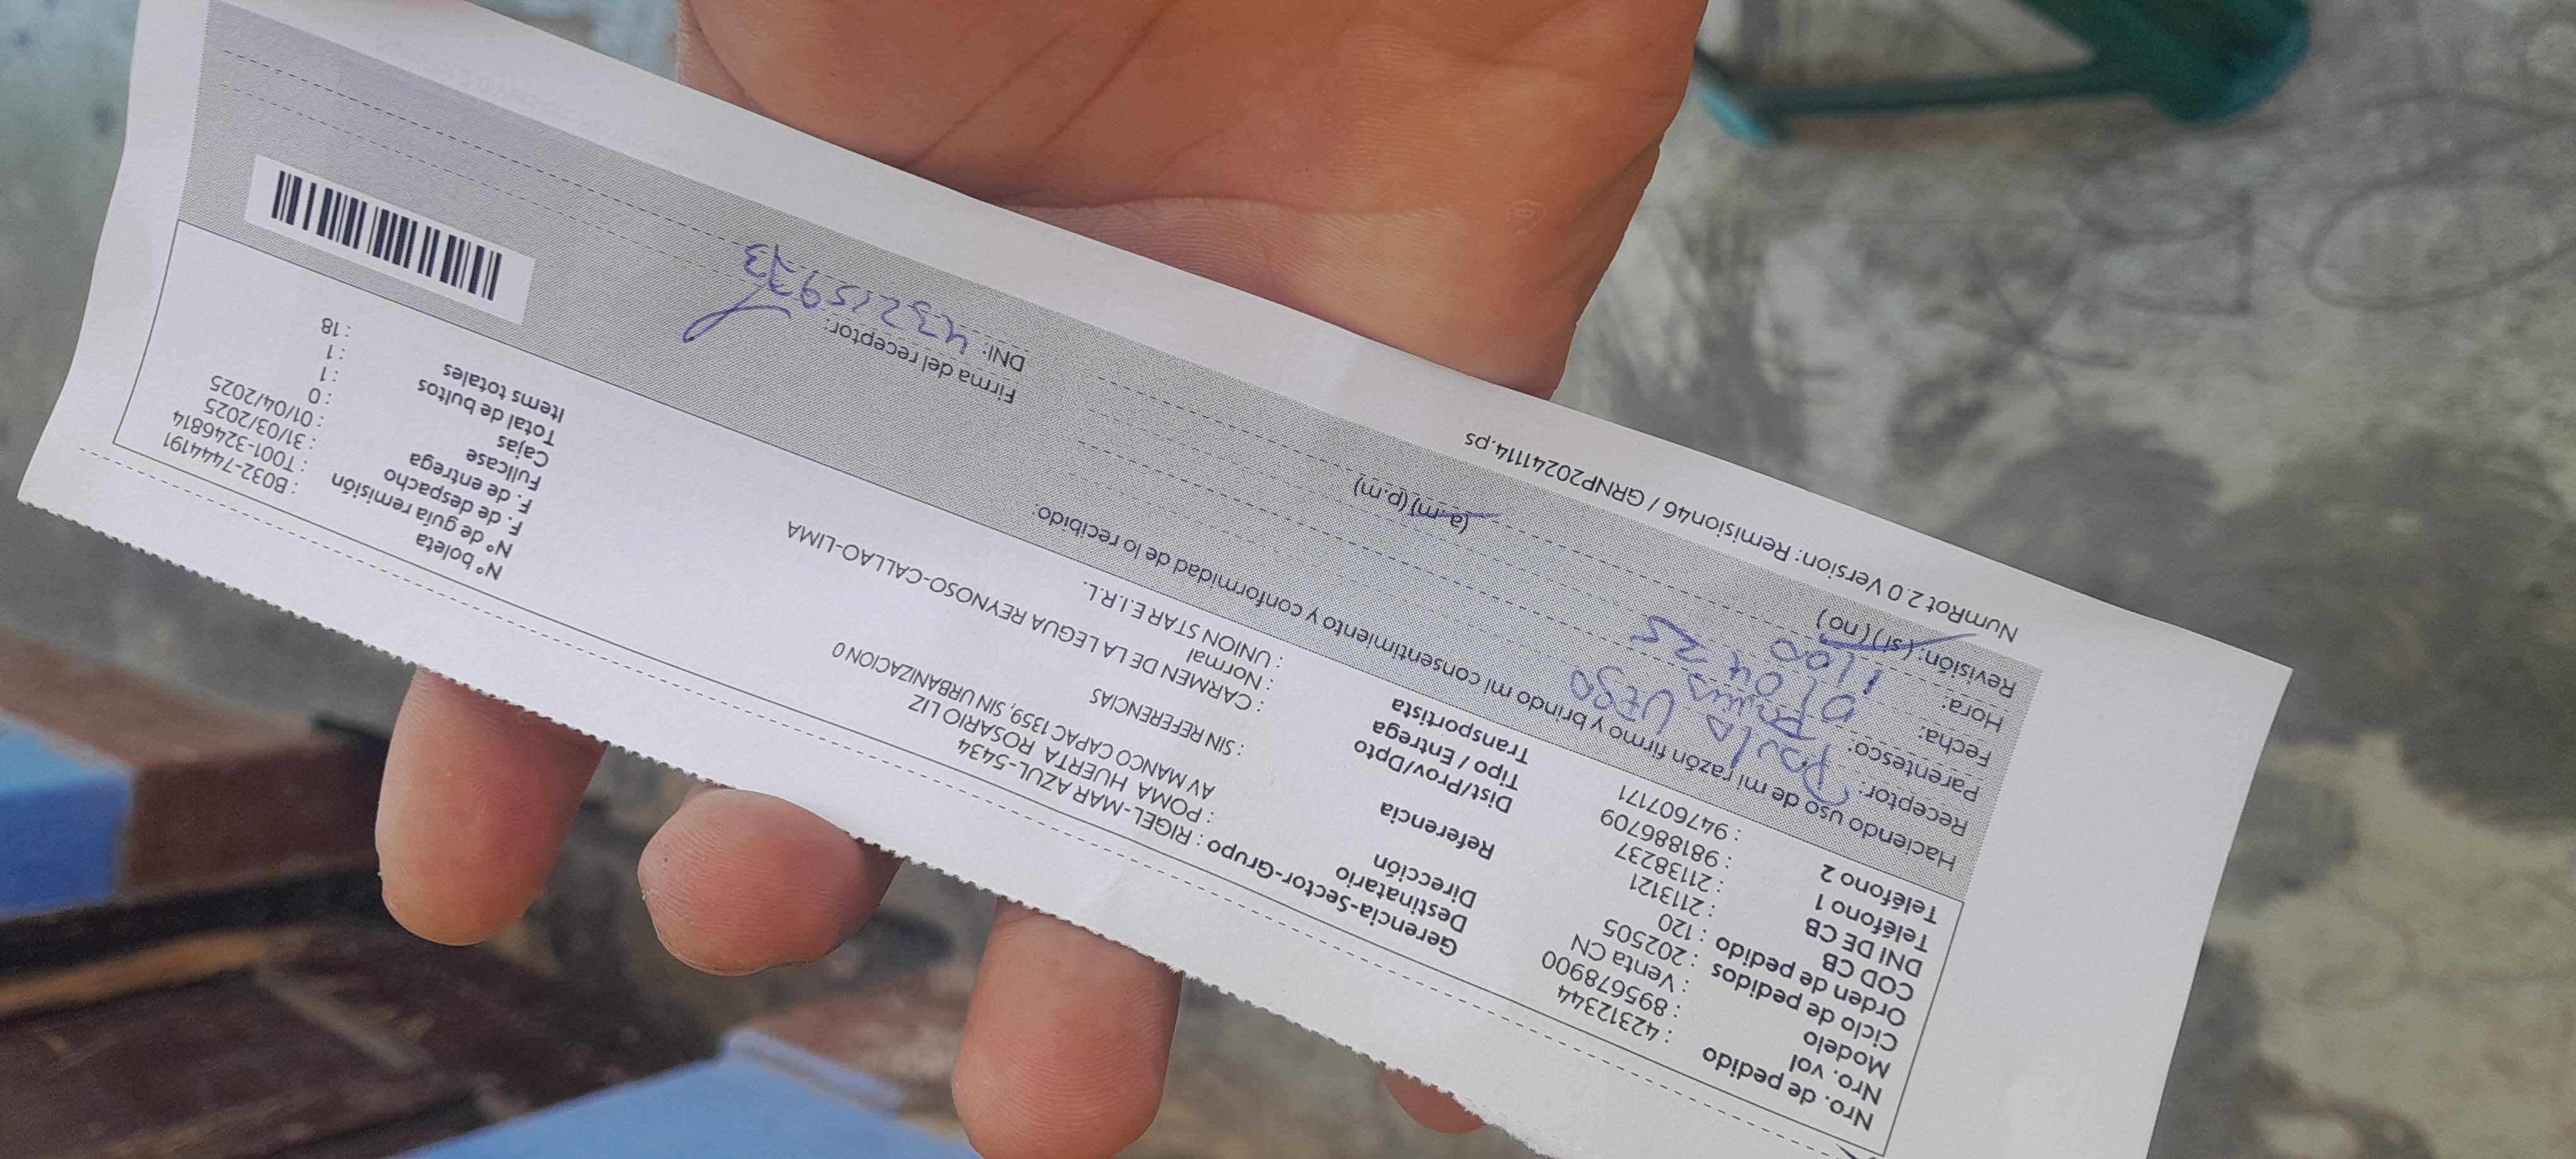 Nro. de pedido : 42312344
Nro. vol : 8956789​00
Modelo : Venta CN
Ciclo de pedidos : 202505
Orden de pedido : 120
COD CB : 2113121
DNI DE CB : 21138237
Teléfono 1 : 981886709
Teléfono 2 : 947607171
Gerencia-Sector-Grupo : RIGEL-MAR AZUL-5434
Destinatario : POMA HUERTA ROSARIO LIZ
Dirección AV MANCO CAPAC 1359, SIN URBANIZACION 0
Referencia : SIN REFERENCIAS
Dist/Prov/Dpto : CARMEN DE LA LEGUA REYNOSO-CALLAO-LIMA
Tipo / Entrega : Normal
Transportista : UNION STAR E.I.R.L.
N° boleta : B032-7444191
N° de guía remisión : T001-3246814
F. de despacho : 31/03/2025
F. de entrega : 01/04/2025
Fullcase : 0
Cajas : 1
Total de bultos : 1
Items totales : 18
Haciendo uso de mi razón firmo y brindo mi consentimiento y conformidad de lo recibido:
Receptor: Paula
Parentesco:
Fecha: 01 04 25
Hora: 1 00 (a.m) (p.m)
Revisión: (si) (no)
Firma del receptor:
DNI:
NumRot 2.0 Version: Remision46 / GRNP20241114.ps